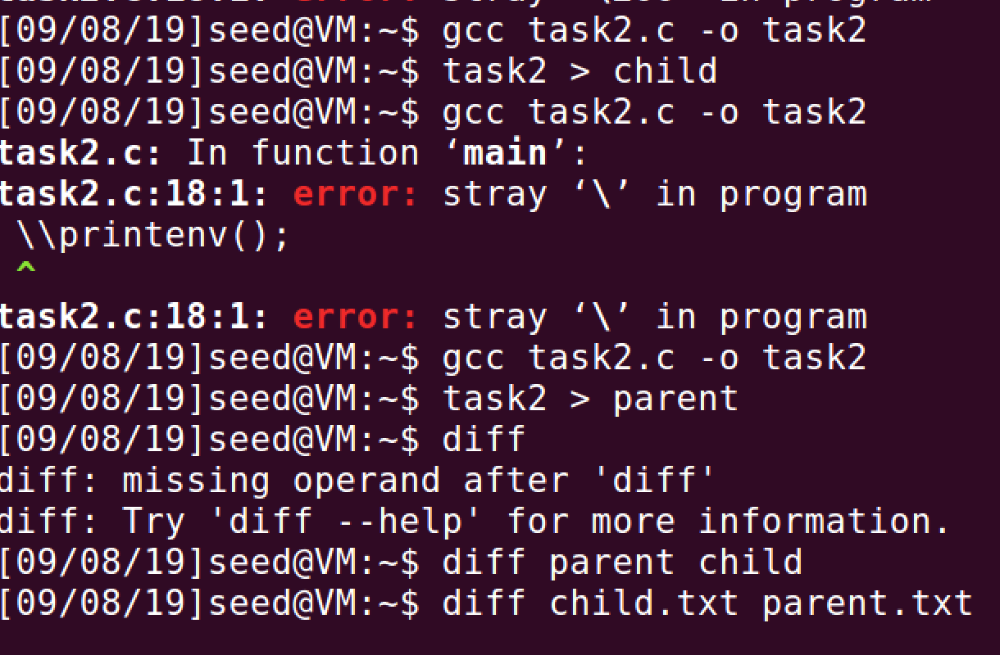 [09/08/19]seed@VM:~$ gcc task2.c -o task2
[09/08/19]seed@VM:~$ task2 > child
[09/08/19]seed@VM:~$ gcc task2.c -o task2
task2.c: In function ‘main’:
task2.c:18:1: error: stray ‘\’ in program
\\printenv();
^
task2.c:18:1: error: stray ‘\’ in program
[09/08/19]seed@VM:~$ gcc task2.c -o task2
[09/08/19]seed@VM:~$ task2 > parent
[09/08/19]seed@VM:~$ diff
diff: missing operand after 'diff'
diff: Try 'diff --help' for more information.
[09/08/19]seed@VM:~$ diff parent child
[09/08/19]seed@VM:~$ diff child.txt parent.txt